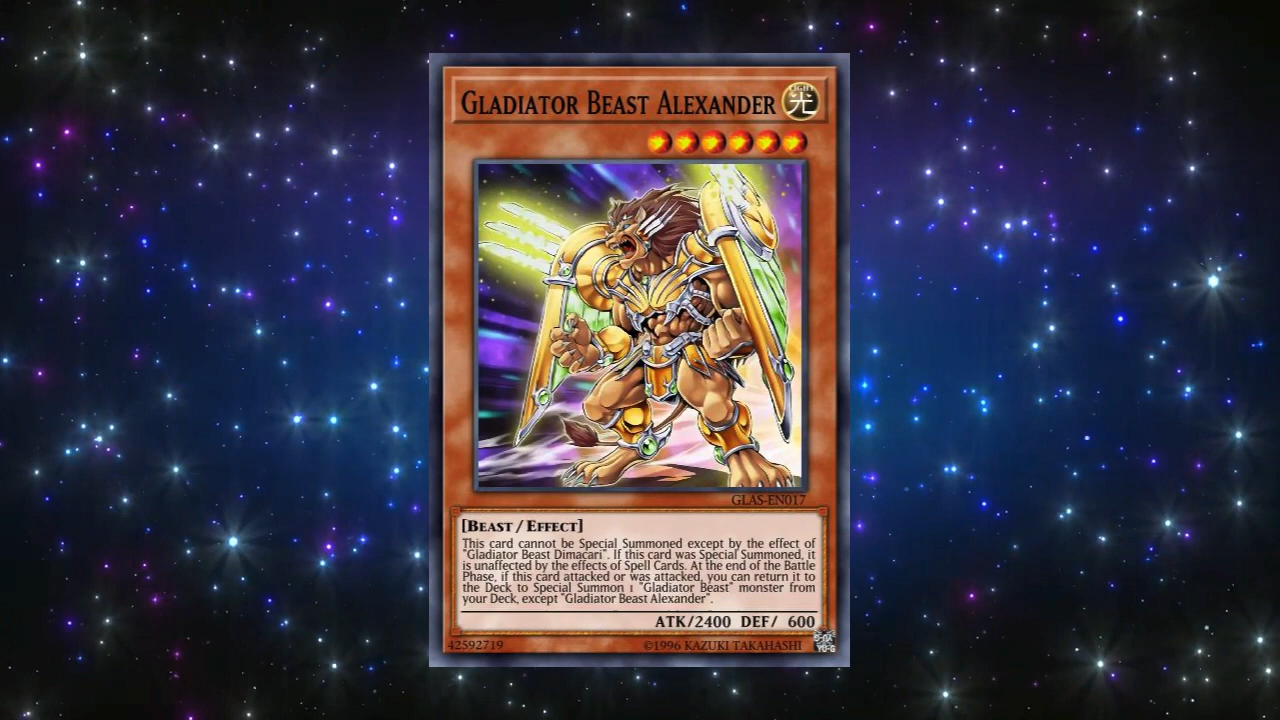 GLADIATOR BEAST ALEXANDER
LIGHT
光
GLAS-EN017
[BEAST / EFFECT]
This card cannot be Special Summoned except by the effect of
"Gladiator Beast Dimacari". If this card was Special Summoned, it
is unaffected by the effects of Spell Cards. At the end of the Battle
Phase, if this card attacked or was attacked, you can return it to
the Deck to Special Summon 1 "Gladiator Beast" monster from
your Deck, except "Gladiator Beast Alexander".
ATK/2400 DEF/ 600
42592719 ©1996 KAZUKI TAKAHASHI